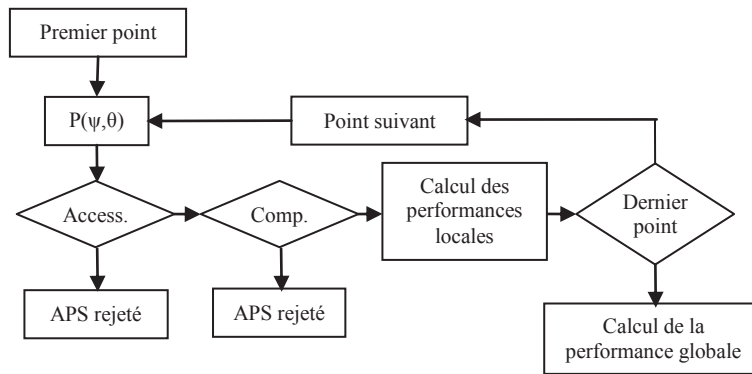 Premier point
P(ψ,θ)
Point suivant
Access.
Comp.
Calcul des
performances
locales
Dernier
point
APS rejeté
APS rejeté
Calcul de la
performance globale